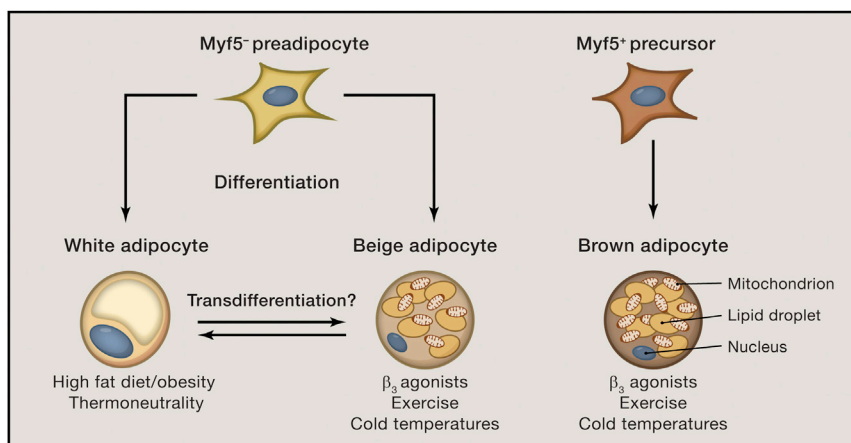 Myf5⁻ preadipocyte
Myf5⁺ precursor
Differentiation
White adipocyte
Beige adipocyte
Brown adipocyte
Transdifferentiation?
Mitochondrion
Lipid droplet
Nucleus
High fat diet/obesity
Thermoneutrality
β₃ agonists
Exercise
Cold temperatures
β₃ agonists
Exercise
Cold temperatures